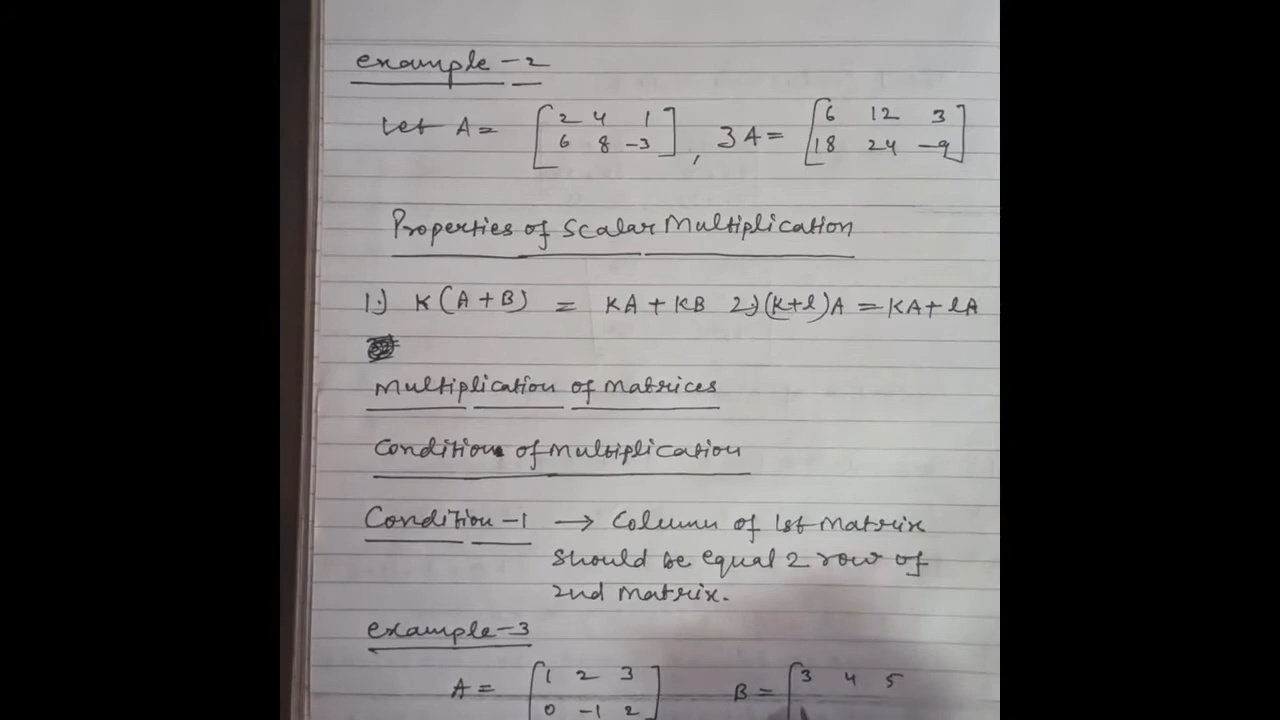 example-2
Let A = [2 4 1
6 8 -3], 3A = [6 12 3
18 24 -9]
Properties of Scalar Multiplication
1.) K(A+B) = KA+KB 2.) (K+l)A = KA+lA
Multiplication of Matrices
Condition of Multiplication
Condition-1 → Column of 1st Matrix
should be equal 2 row of
2nd Matrix.
example-3
A = [1 2 3 B = [3 4 5
0 -1 2